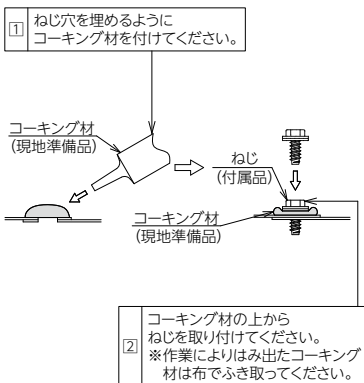 1
ねじ穴を埋めるように
コーキング材を付けてください。
コーキング材
(現地準備品)
ねじ
(付属品)
コーキング材
(現地準備品)
2
コーキング材の上から
ねじを取り付けてください。
※作業によりはみ出たコーキング
材は布でふき取ってください。